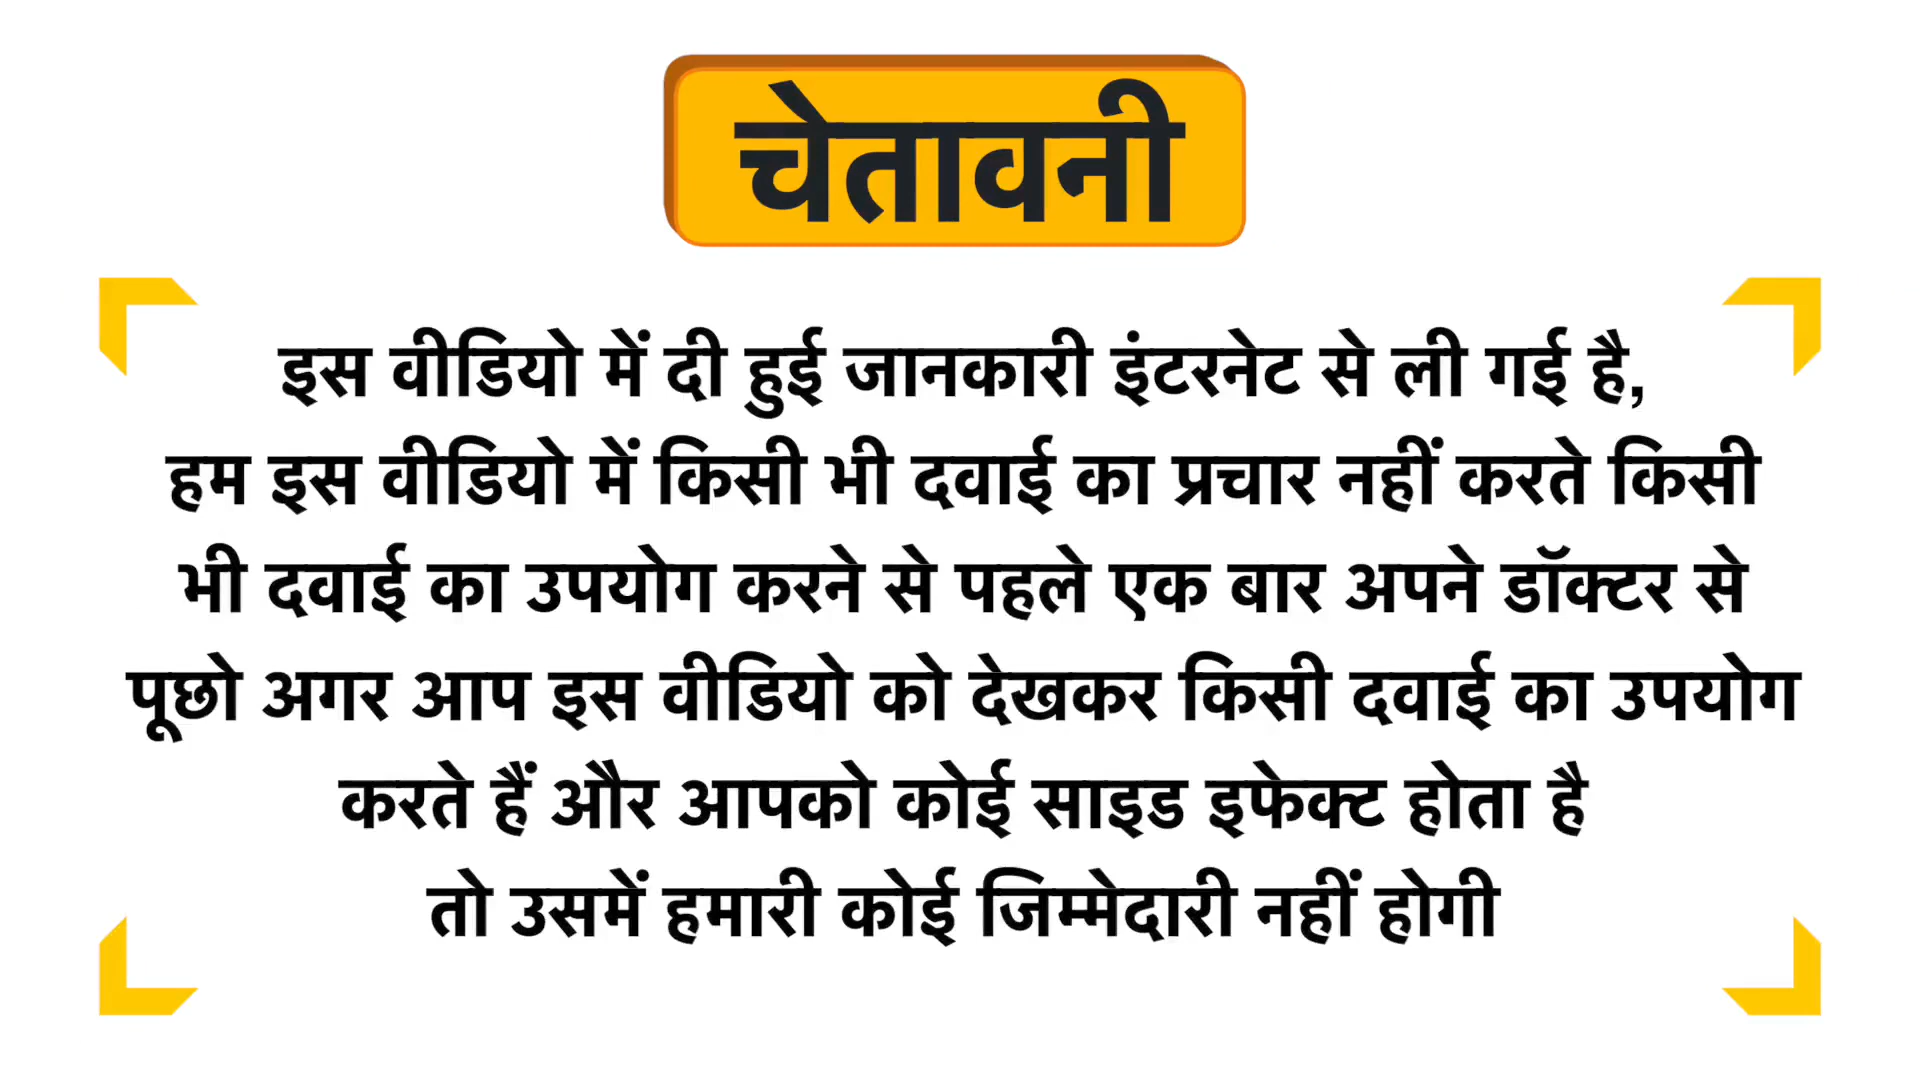 चेतावनी
इस वीडियो में दी हुई जानकारी इंटरनेट से ली गई है,
हम इस वीडियो में किसी भी दवाई का प्रचार नहीं करते किसी
भी दवाई का उपयोग करने से पहले एक बार अपने डॉक्टर से
पूछो अगर आप इस वीडियो को देखकर किसी दवाई का उपयोग
करते हैं और आपको कोई साइड इफेक्ट होता है
तो उसमें हमारी कोई जिम्मेदारी नहीं होगी